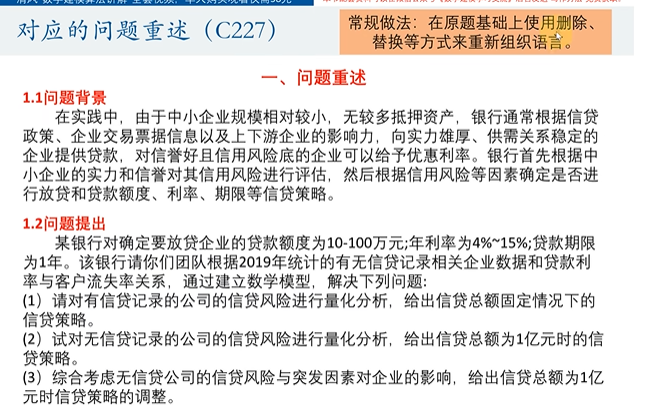 对应的问题重述（C227）
常规做法：在原题基础上使用删除、
替换等方式来重新组织语言。
一、问题重述
1.1问题背景
在实践中，由于中小企业规模相对较小，无较多抵押资产，银行通常根据信贷
政策、企业交易票据信息以及上下游企业的影响力，向实力雄厚、供需关系稳定的
企业提供贷款，对信誉好且信用风险底的企业可以给予优惠利率。银行首先根据中
小企业的实力和信誉对其信用风险进行评估，然后根据信用风险等因素确定是否进
行放贷和贷款额度、利率、期限等信贷策略。
1.2问题提出
某银行对确定要放贷企业的贷款额度为10-100万元;年利率为4%~15%;贷款期限
为1年。该银行请你们团队根据2019年统计的有无信贷记录相关企业数据和贷款利
率与客户流失率关系，通过建立数学模型，解决下列问题:
(1）请对有信贷记录的公司的信贷风险进行量化分析，给出信贷总额固定情况下的
信贷策略。
(2）试对无信贷记录的公司的信贷风险进行量化分析，给出信贷总额为1亿元时的信
贷策略。
(3）综合考虑无信贷公司的信贷风险与突发因素对企业的影响，给出信贷总额为1亿
元时信贷策略的调整。